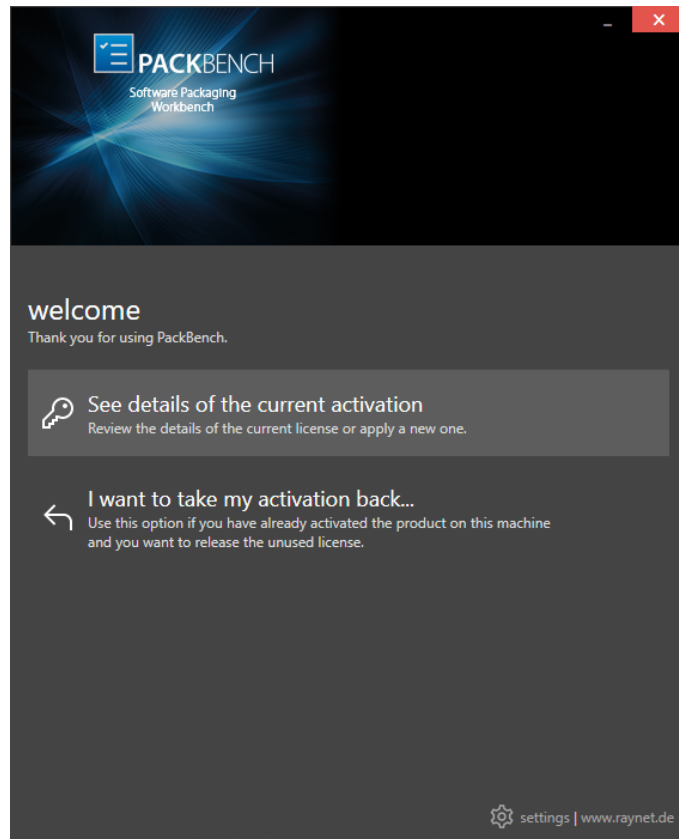 PACKBENCH
Software Packaging
Workbench
welcome
Thank you for using PackBench.
See details of the current activation
Review the details of the current license or apply a new one.
I want to take my activation back...
Use this option if you have already activated the product on this machine
and you want to release the unused license.
settings | www.raynet.de